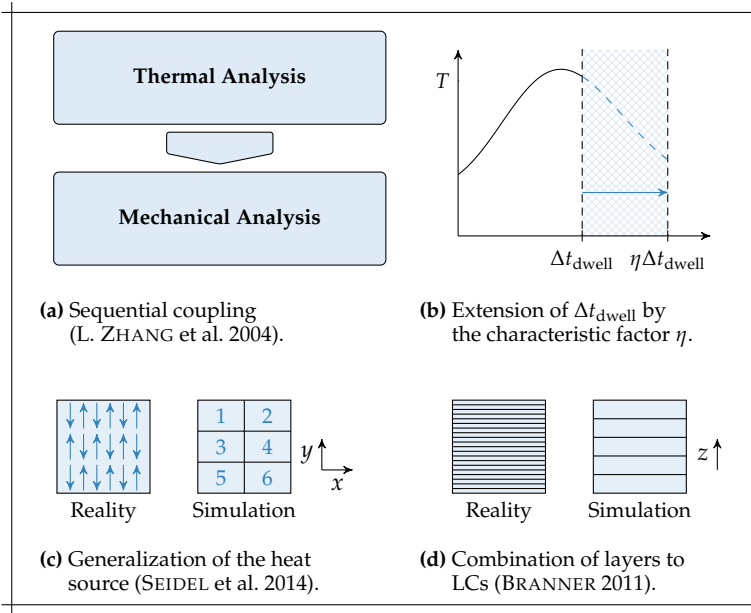 Thermal Analysis
Mechanical Analysis
(a) Sequential coupling
(L. ZHANG et al. 2004).
T
Δt_dwell ηΔt_dwell
(b) Extension of Δt_dwell by
the characteristic factor η.
1 2
3 4
5 6
y
x
Reality Simulation
(c) Generalization of the heat
source (SEIDEL et al. 2014).
z
Reality Simulation
(d) Combination of layers to
LCs (BRANNER 2011).